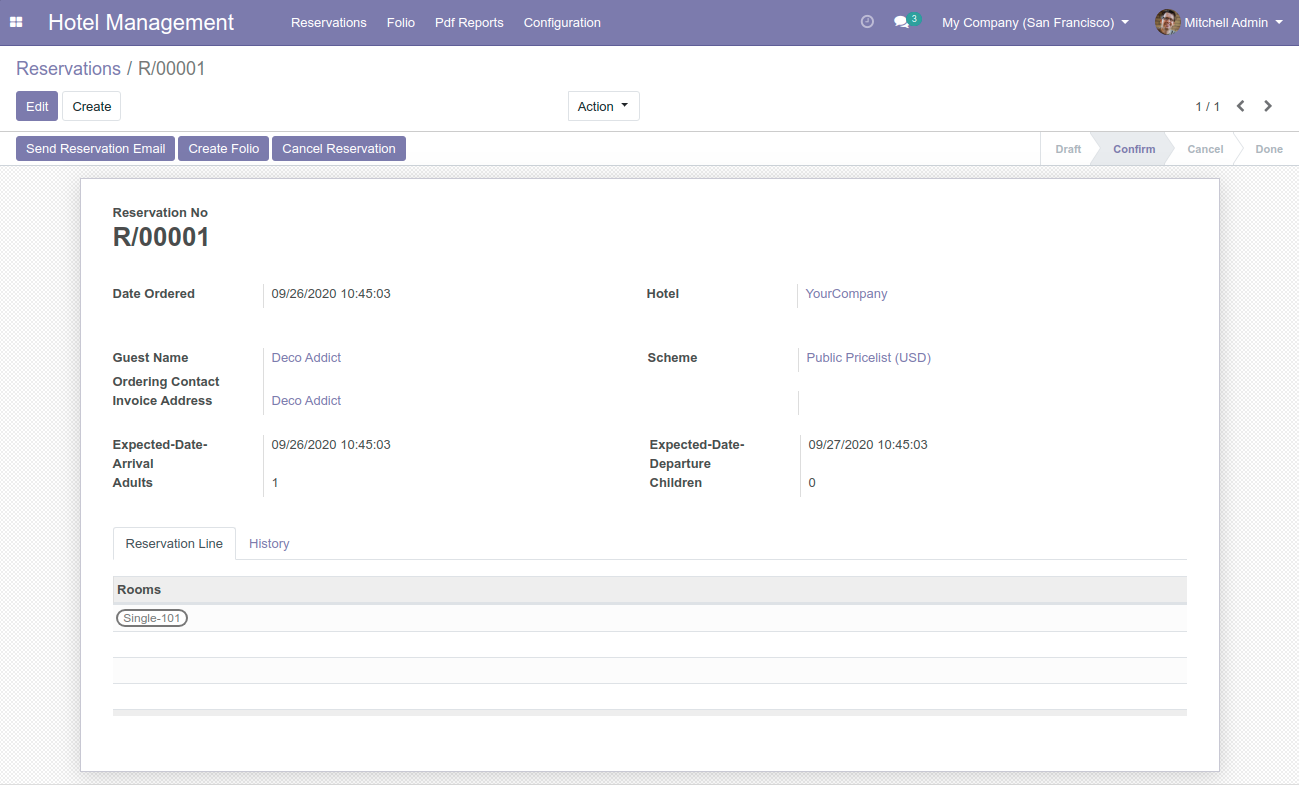 Hotel Management Reservations Folio Pdf Reports Configuration 3 My Company (San Francisco) Mitchell Admin
Reservations / R/00001
Edit Create Action 1 / 1
Send Reservation Email Create Folio Cancel Reservation Draft Confirm Cancel Done
Reservation No
R/00001
Date Ordered 09/26/2020 10:45:03 Hotel YourCompany
Guest Name Deco Addict Scheme Public Pricelist (USD)
Ordering Contact
Invoice Address Deco Addict
Expected-Date- 09/26/2020 10:45:03 Expected-Date- 09/27/2020 10:45:03
Arrival Departure
Adults 1 Children 0
Reservation Line History
Rooms
Single-101